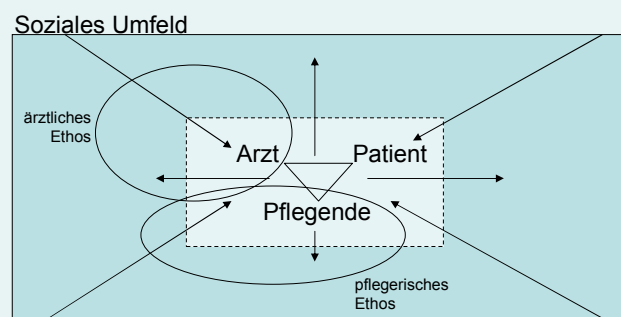 Soziales Umfeld
ärztliches
Ethos
Arzt
Patient
Pflegende
pflegerisches
Ethos